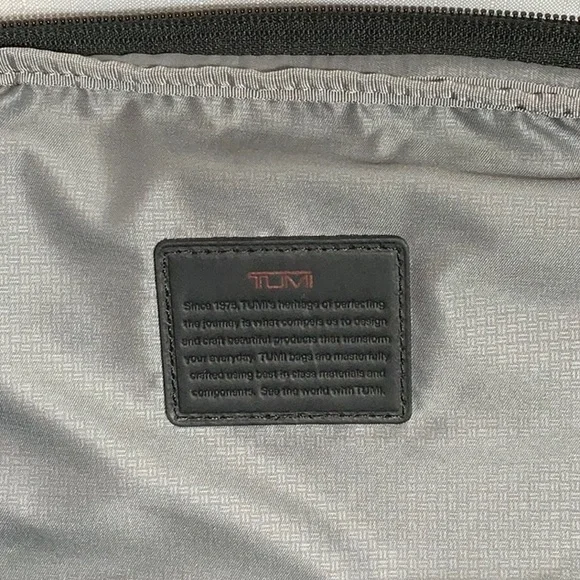 TUMI
Since 1975, TUMI's heritage of perfecting
the journey is what compels us to design
and craft beautiful products that transform
your everyday. TUMI bags are masterfully
crafted using best in class materials and
components. See the world with TUMI.